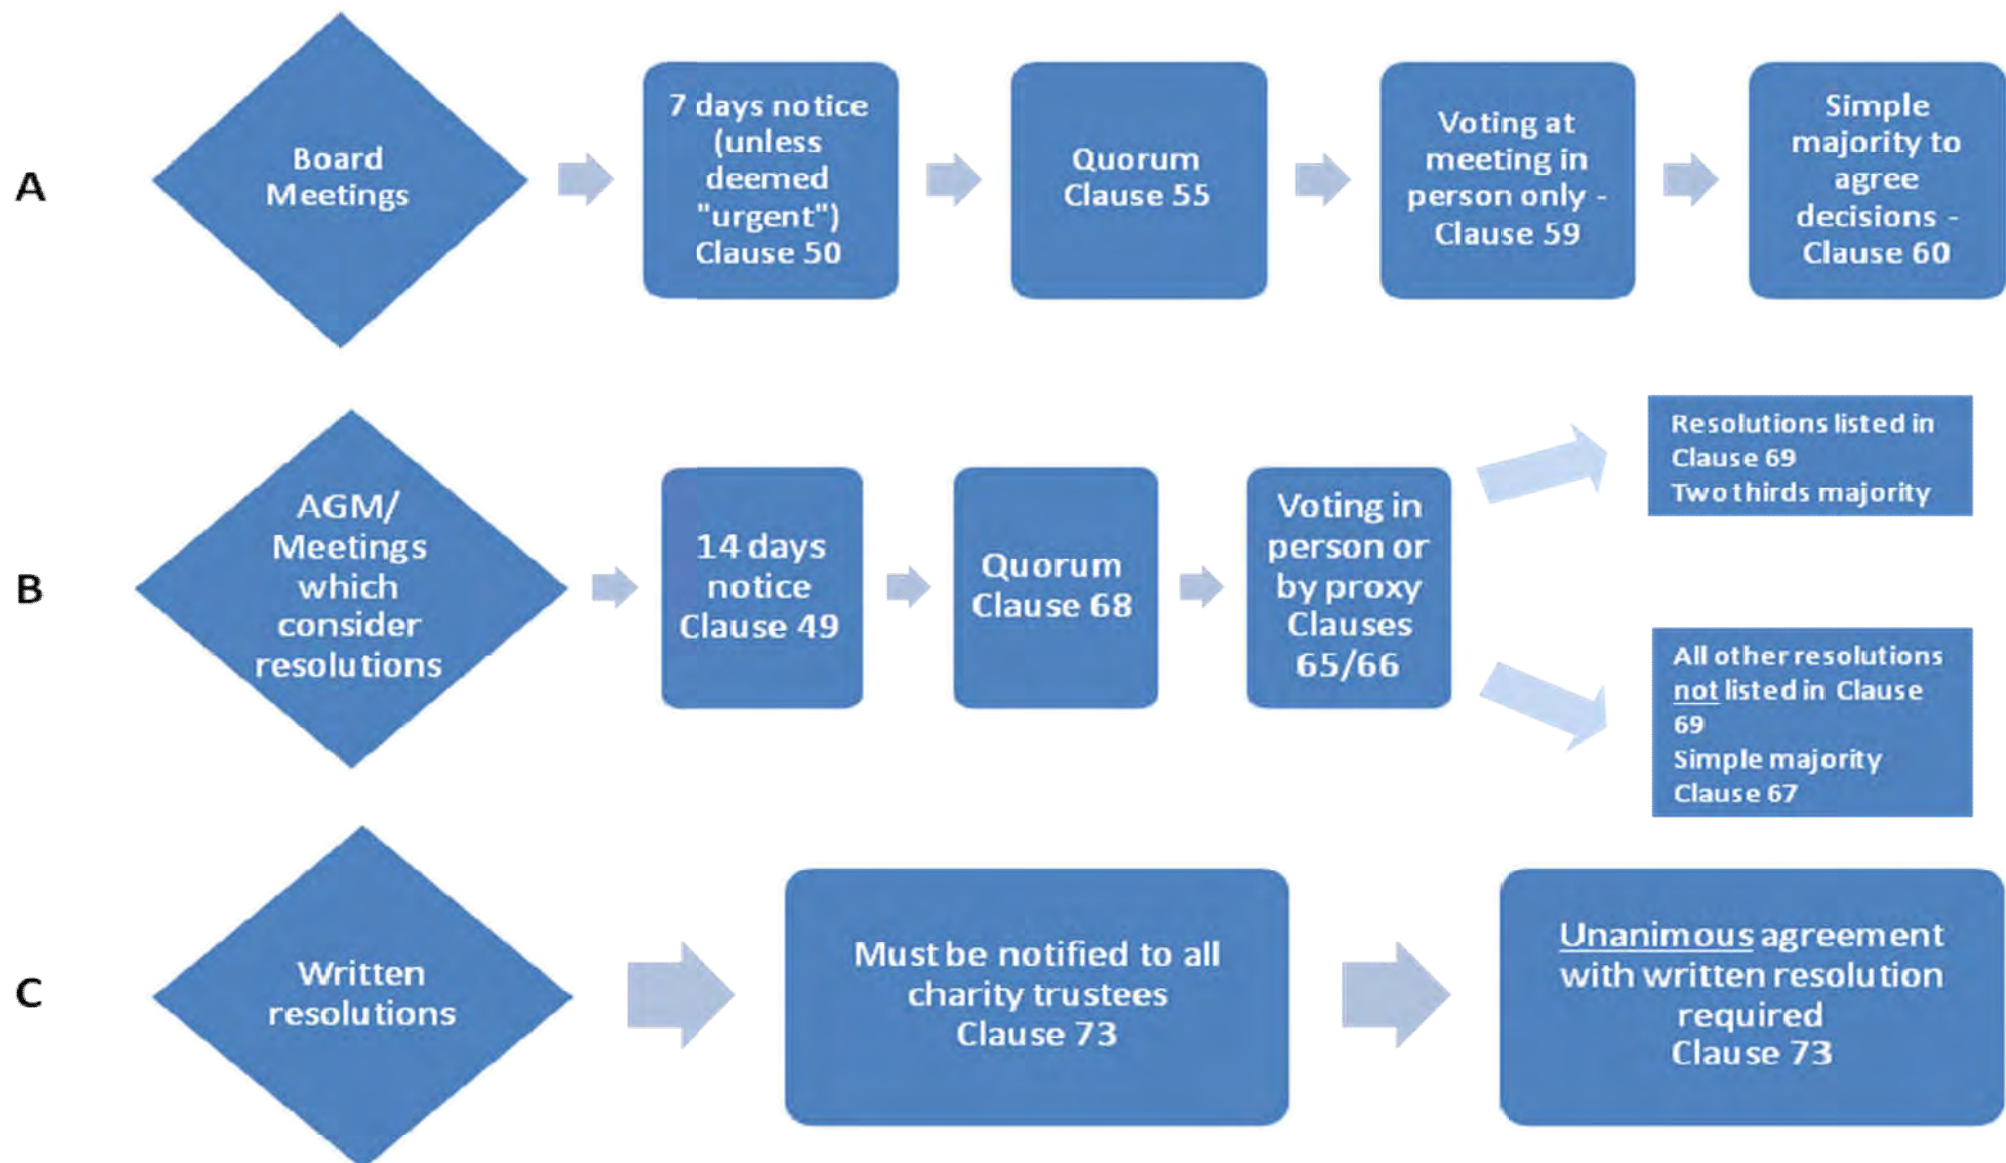 A
Board
Meetings
7 days notice
(unless
deemed
"urgent")
Clause 50
Quorum
Clause 55
Voting at
meeting in
person only -
Clause 59
Simple
majority to
agree
decisions -
Clause 60
B
AGM/
Meetings
which
consider
resolutions
14 days
notice
Clause 49
Quorum
Clause 68
Voting in
person or
by proxy
Clauses
65/66
Resolutions listed in
Clause 69
Two thirds majority
All other resolutions
not listed in Clause
69
Simple majority
Clause 67
C
Written
resolutions
Must be notified to all
charity trustees
Clause 73
Unanimous agreement
with written resolution
required
Clause 73